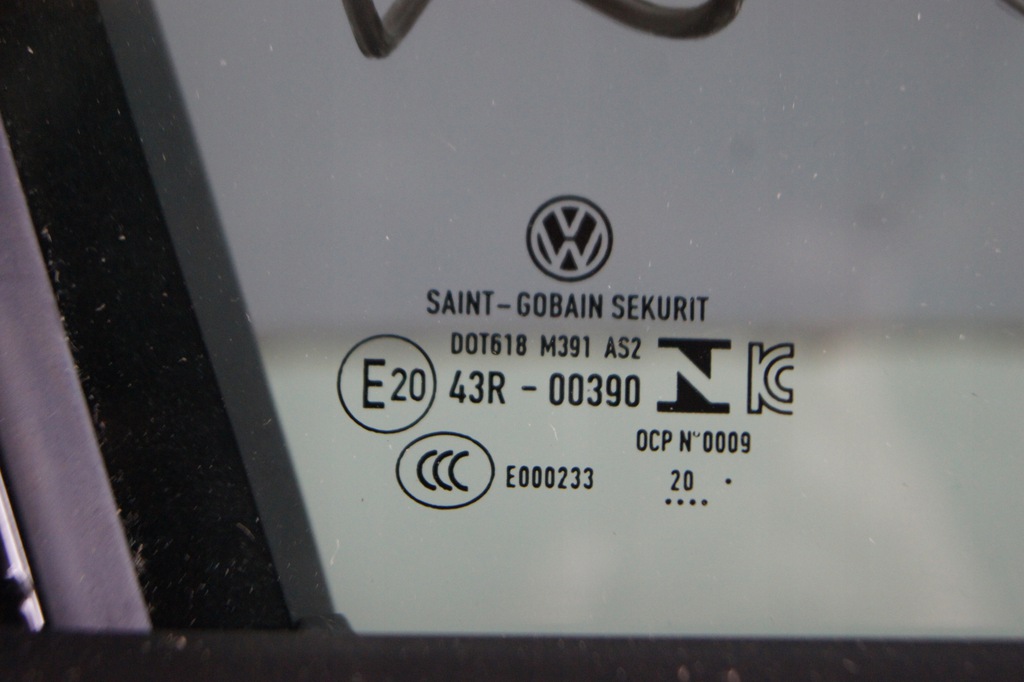 SAINT-GOBAIN SEKURIT
DOT618 M391 AS2
E20 43R - 00390
OCP N°0009
CCC E000233
20 .
....